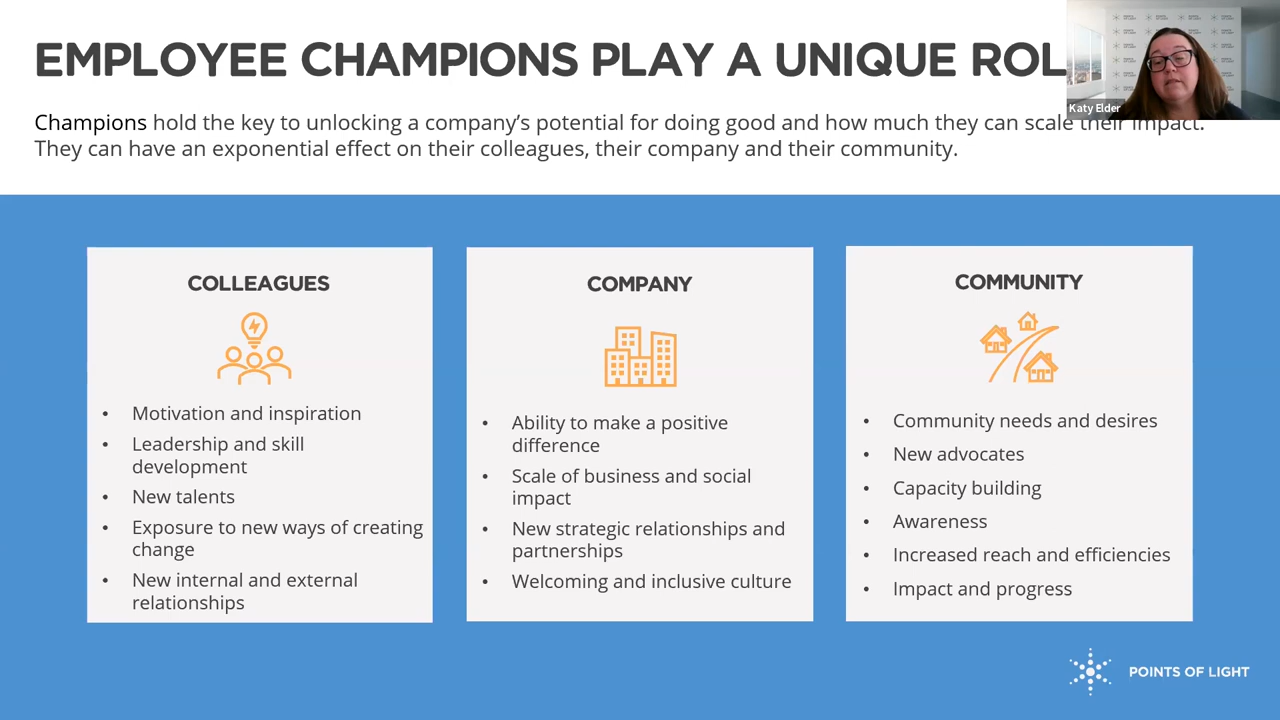 EMPLOYEE CHAMPIONS PLAY A UNIQUE ROL
Katy Elder
Champions hold the key to unlocking a company's potential for doing good and how much they can scale their impact.
They can have an exponential effect on their colleagues, their company and their community.
COLLEAGUES
• Motivation and inspiration
• Leadership and skill
development
• New talents
• Exposure to new ways of creating
change
• New internal and external
relationships
COMPANY
• Ability to make a positive
difference
• Scale of business and social
impact
• New strategic relationships and
partnerships
• Welcoming and inclusive culture
COMMUNITY
• Community needs and desires
• New advocates
• Capacity building
• Awareness
• Increased reach and efficiencies
• Impact and progress
POINTS OF LIGHT